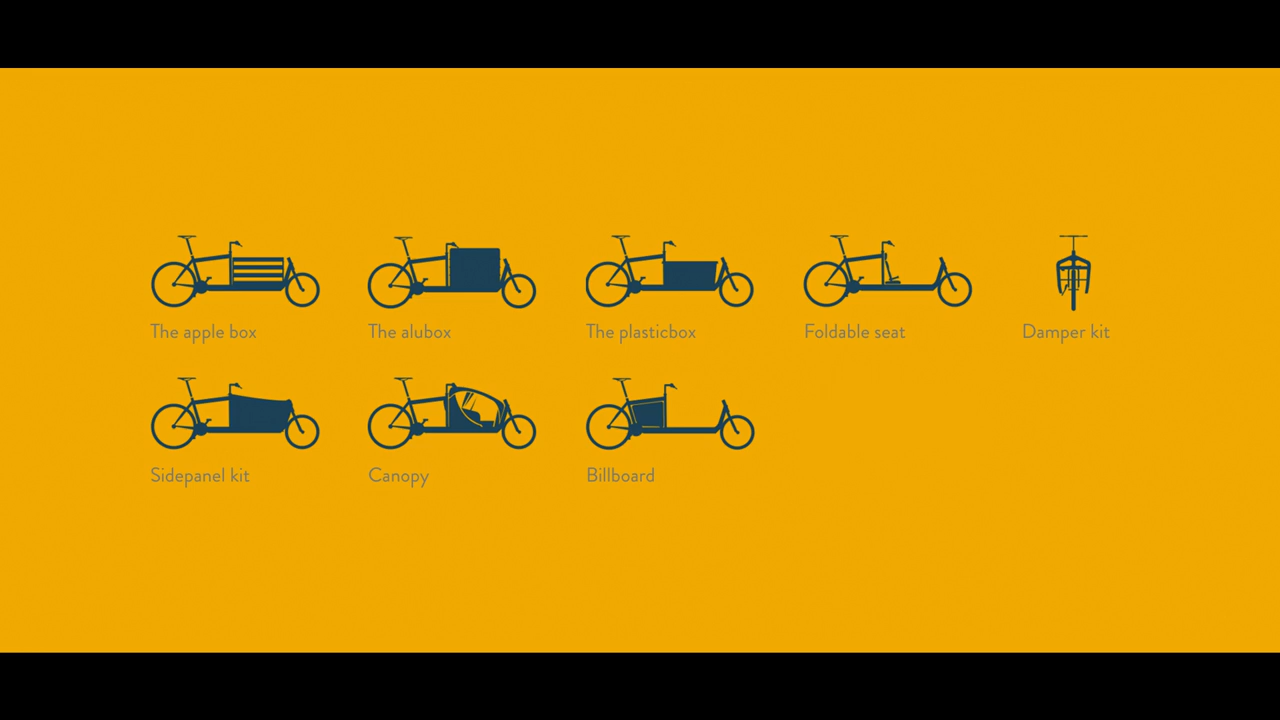 The apple box
The alubox
The plasticbox
Foldable seat
Damper kit
Sidepanel kit
Canopy
Billboard